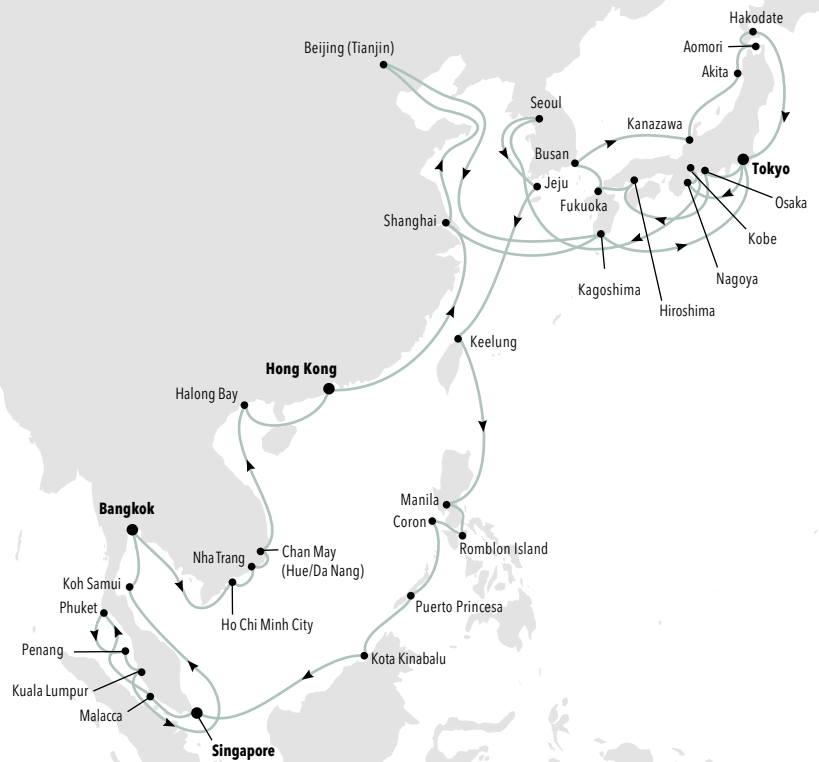 Hakodate
Beijing (Tianjin)
Aomori
Akita
Seoul
Kanazawa
Busan
Tokyo
Jeju
Osaka
Fukuoka
Shanghai
Kobe
Nagoya
Kagoshima
Hiroshima
Keelung
Hong Kong
Halong Bay
Manila
Bangkok
Coron
Romblon Island
Nha Trang
Chan May
(Hue/Da Nang)
Koh Samui
Phuket
Puerto Princesa
Ho Chi Minh City
Penang
Kota Kinabalu
Kuala Lumpur
Malacca
Singapore